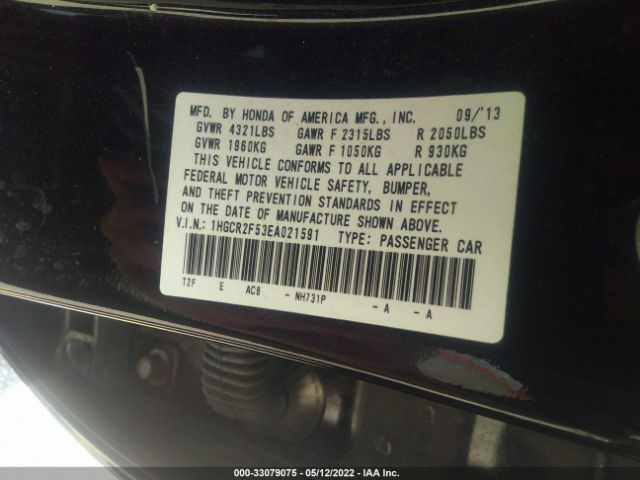 MFD. BY HONDA OF AMERICA MFG., INC. 09/'13
GVWR 4321LBS GAWR F 2315LBS R 2050LBS
GVWR 1960KG GAWR F 1050KG R 930KG
THIS VEHICLE CONFORMS TO ALL APPLICABLE
FEDERAL MOTOR VEHICLE SAFETY, BUMPER,
AND THEFT PREVENTION STANDARDS IN EFFECT
ON THE DATE OF MANUFACTURE SHOWN ABOVE.
V.I.N.: 1HGCR2F53EA021591 TYPE: PASSENGER CAR
T2F E AC8 - NH731P - A - A
000-33079075 - 05/12/2022 - IAA Inc.